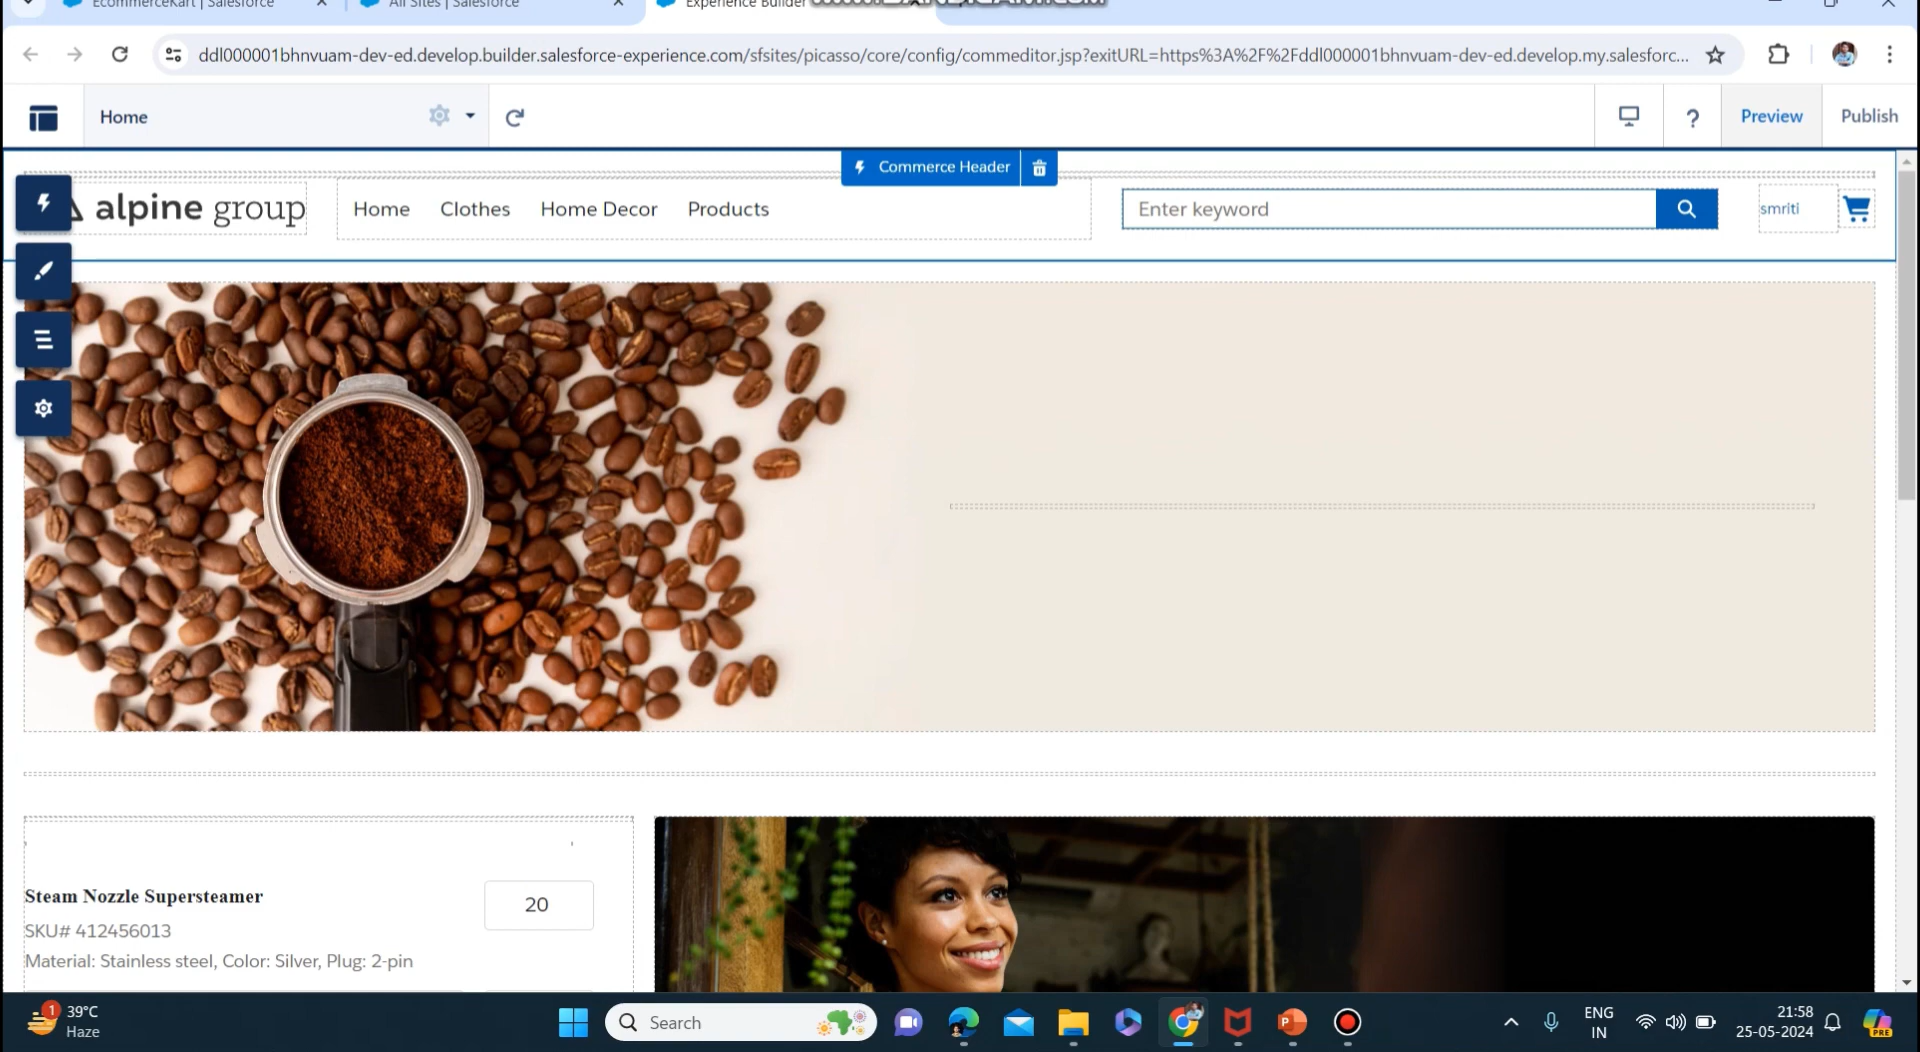 EcommerceKart | Salesforce
All Sites | Salesforce
Experience Builder
ddl000001bhnvuam-dev-ed.develop.builder.salesforce-experience.com/sfsites/picasso/core/config/commeditor.jsp?exitURL=https%3A%2F%2Fddl000001bhnvuam-dev-ed.develop.my.salesforc...
Home
?
Preview
Publish
Commerce Header
alpine group
Home
Clothes
Home Decor
Products
Enter keyword
smriti
Steam Nozzle Supersteamer
20
SKU# 412456013
Material: Stainless steel, Color: Silver, Plug: 2-pin
1
39°C
Haze
Search
ENG
IN
21:58
25-05-2024
PRE